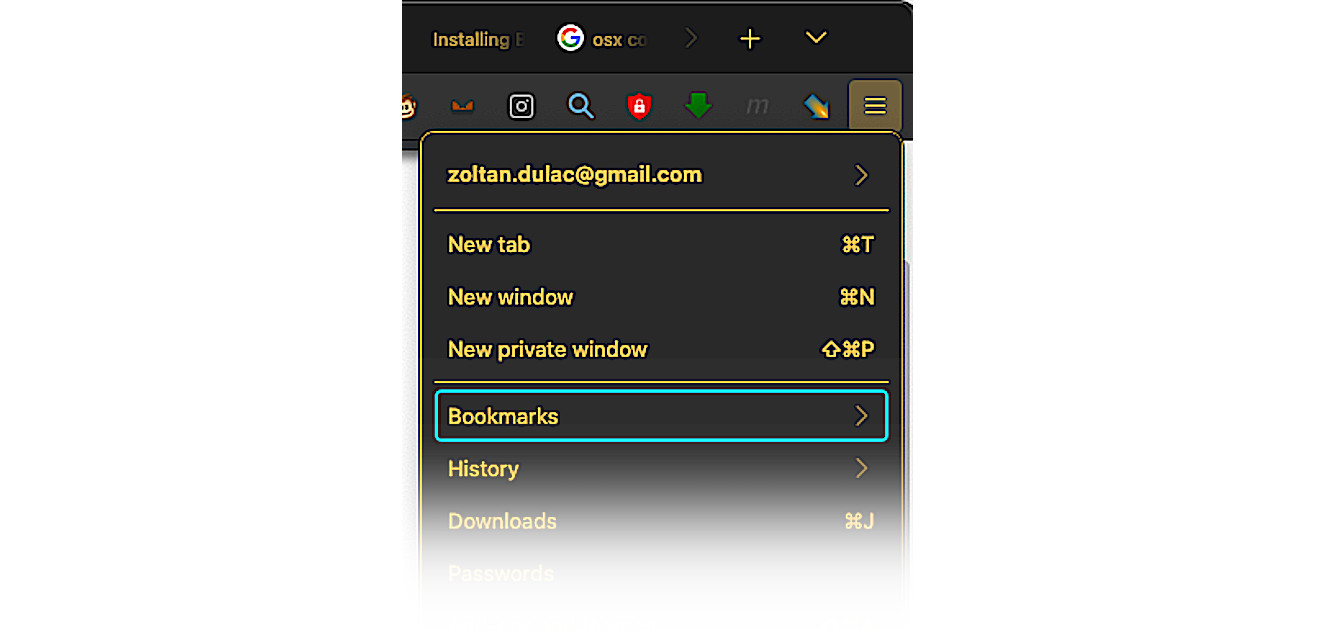 Installing
osx co
m
zoltan.dulac@gmail.com
New tab ⌘T
New window ⌘N
New private window ⇧⌘P
Bookmarks
History
Downloads ⌘J
Passwords